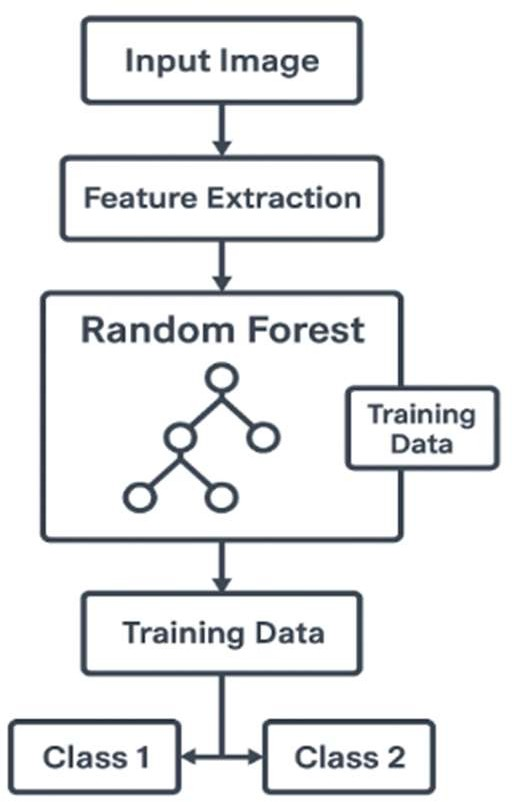 Input Image
Feature Extraction
Random Forest
Training
Data
Training Data
Class 1
Class 2